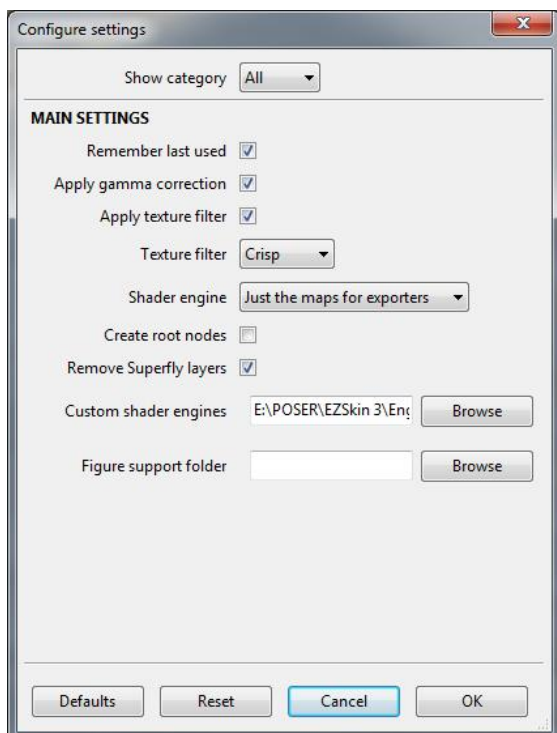 Configure settings
Show category All
MAIN SETTINGS
Remember last used
Apply gamma correction
Apply texture filter
Texture filter Crisp
Shader engine Just the maps for exporters
Create root nodes
Remove Superfly layers
Custom shader engines E:\POSER\EZSkin 3\Eng Browse
Figure support folder Browse
Defaults Reset Cancel OK